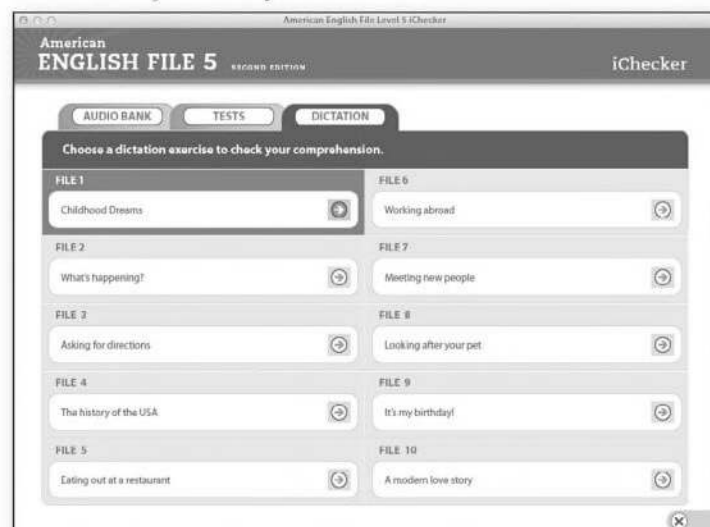 American English File Level 5 iChecker
American
ENGLISH FILE 5 SECOND EDITION
iChecker
AUDIO BANK
TESTS
DICTATION
Choose a dictation exercise to check your comprehension.
FILE 1
Childhood Dreams
FILE 2
What's happening?
FILE 3
Asking for directions
FILE 4
The history of the USA
FILE 5
Eating out at a restaurant
FILE 6
Working abroad
FILE 7
Meeting new people
FILE 8
Looking after your pet
FILE 9
It's my birthday!
FILE 10
A modern love story